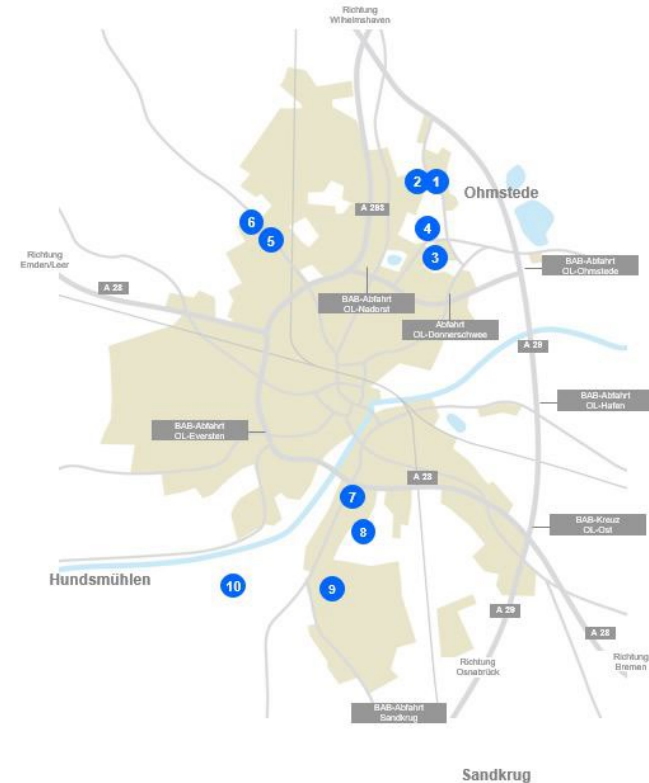 Richtung
Wilhelmshaven
2
1
Ohmstede
A 293
6
4
5
3
Richtung
Emden/Leer
BAB-Abfahrt
OL-Ohmstede
A 28
BAB-Abfahrt
OL-Nadorst
Abfahrt
OL-Donnerschwee
A 29
BAB-Abfahrt
OL-Hafen
BAB-Abfahrt
OL-Eversten
A 28
7
BAB-Kreuz
OL-Ost
8
Hundsmühlen
10
9
A 29
A 28
Richtung
Osnabrück
Richtung
Bremen
BAB-Abfahrt
Sandkrug
Sandkrug